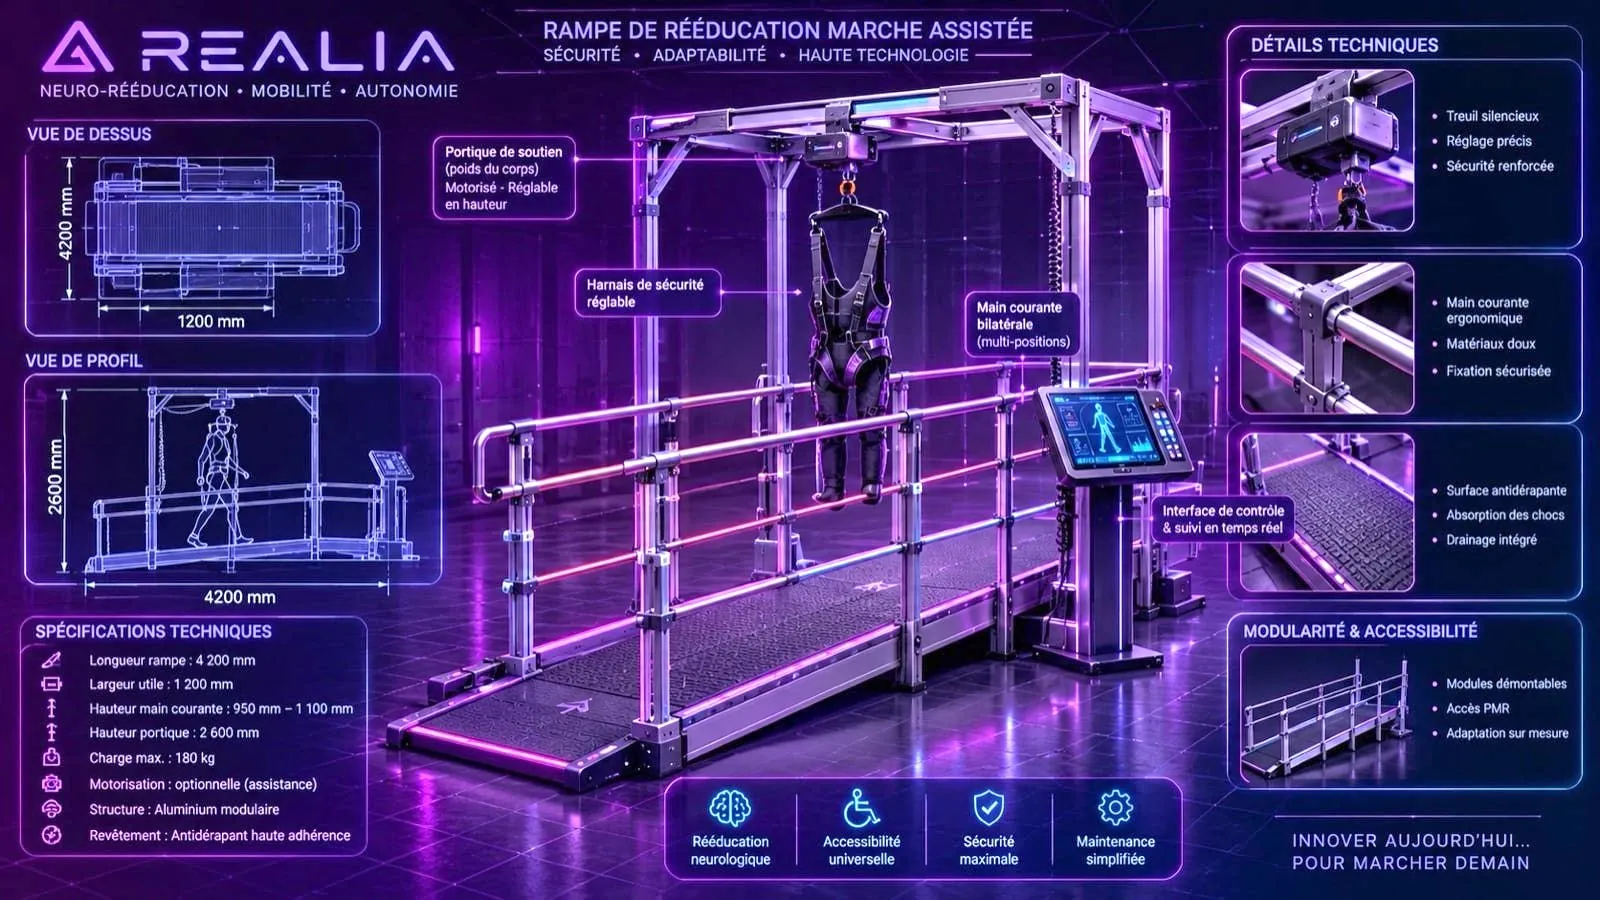 REALIA
NEURO-RÉÉDUCATION • MOBILITÉ • AUTONOMIE
RAMPE DE RÉÉDUCATION MARCHE ASSISTÉE
SÉCURITÉ • ADAPTABILITÉ • HAUTE TECHNOLOGIE
VUE DE DESSUS
4200 mm
1200 mm
VUE DE PROFIL
2600 mm
4200 mm
SPÉCIFICATIONS TECHNIQUES
Longueur rampe : 4 200 mm
Largeur utile : 1 200 mm
Hauteur main courante : 950 mm – 1 100 mm
Hauteur portique : 2 600 mm
Charge max. : 180 kg
Motorisation : optionnelle (assistance)
Structure : Aluminium modulaire
Revêtement : Antidérapant haute adhérence
Portique de soutien
(poids du corps)
Motorisé - Réglable
en hauteur
Harnais de sécurité
réglable
Main courante
bilatérale
(multi-positions)
Interface de contrôle
& suivi en temps réel
Rééducation
neurologique
Accessibilité
universelle
Sécurité
maximale
Maintenance
simplifiée
DÉTAILS TECHNIQUES
• Treuil silencieux
• Réglage précis
• Sécurité renforcée
• Main courante
ergonomique
• Matériaux doux
• Fixation sécurisée
• Surface antidérapante
• Absorption des chocs
• Drainage intégré
MODULARITÉ & ACCESSIBILITÉ
• Modules démontables
• Accès PMR
• Adaptation sur mesure
INNOVER AUJOURD'HUI...
POUR MARCHER DEMAIN